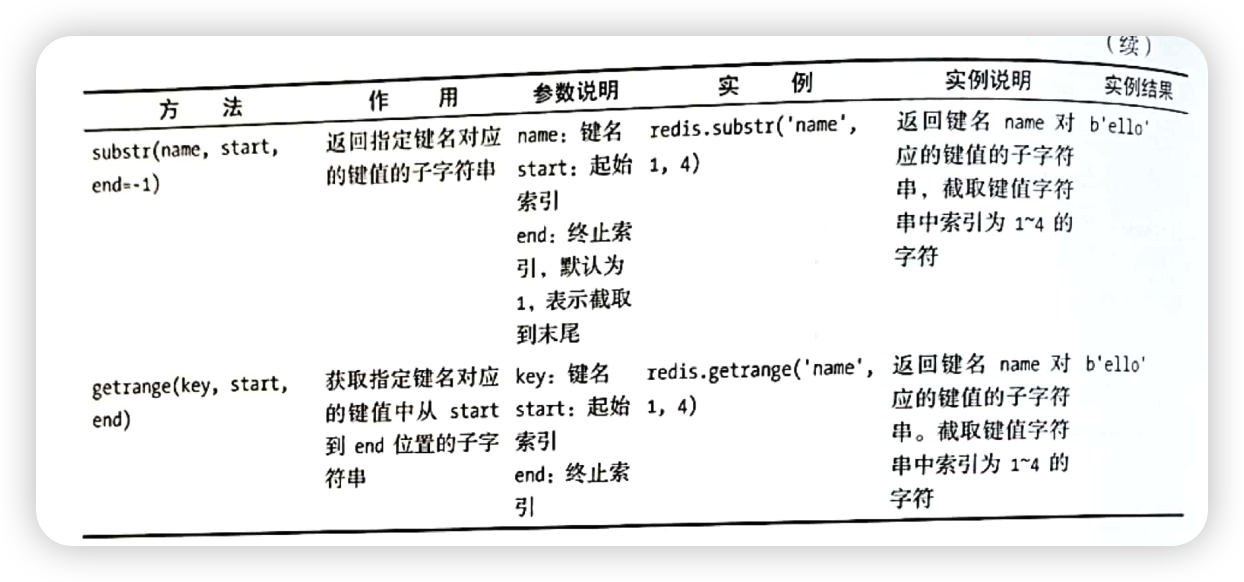 （续）
方 法 作 用 参数说明 实 例 实例说明 实例结果
substr(name, start,
end=-1)
返回指定键名对应
的键值的子字符串
name：键名
start：起始
索引
end：终止索
引，默认为
1，表示截取
到末尾
redis.substr('name',
1, 4)
返回键名 name 对
应的键值的子字符
串，截取键值字符
串中索引为 1~4 的
字符
b'ello'
getrange(key, start,
end)
获取指定键名对应
的键值中从 start
到 end 位置的子字
符串
key：键名
start：起始
索引
end：终止索
引
redis.getrange('name',
1, 4)
返回键名 name 对
应的键值的子字符
串。截取键值字符
串中索引为 1~4 的
字符
b'ello'